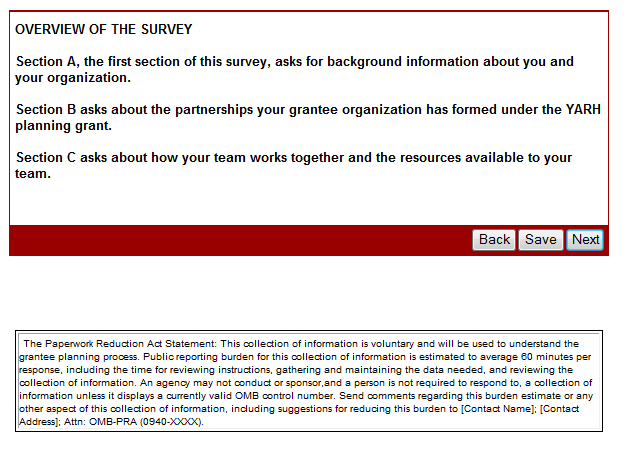 OVERVIEW OF THE SURVEY
Section A, the first section of this survey, asks for background information about you and
your organization.
Section B asks about the partnerships your grantee organization has formed under the YARH
planning grant.
Section C asks about how your team works together and the resources available to your
team.
Back Save Next
The Paperwork Reduction Act Statement: This collection of information is voluntary and will be used to understand the
grantee planning process. Public reporting burden for this collection of information is estimated to average 60 minutes per
response, including the time for reviewing instructions, gathering and maintaining the data needed, and reviewing the
collection of information. An agency may not conduct or sponsor,and a person is not required to respond to, a collection of
information unless it displays a currently valid OMB control number. Send comments regarding this burden estimate or any
other aspect of this collection of information, including suggestions for reducing this burden to [Contact Name]; [Contact
Address]; Attn: OMB-PRA (0940-XXXX).